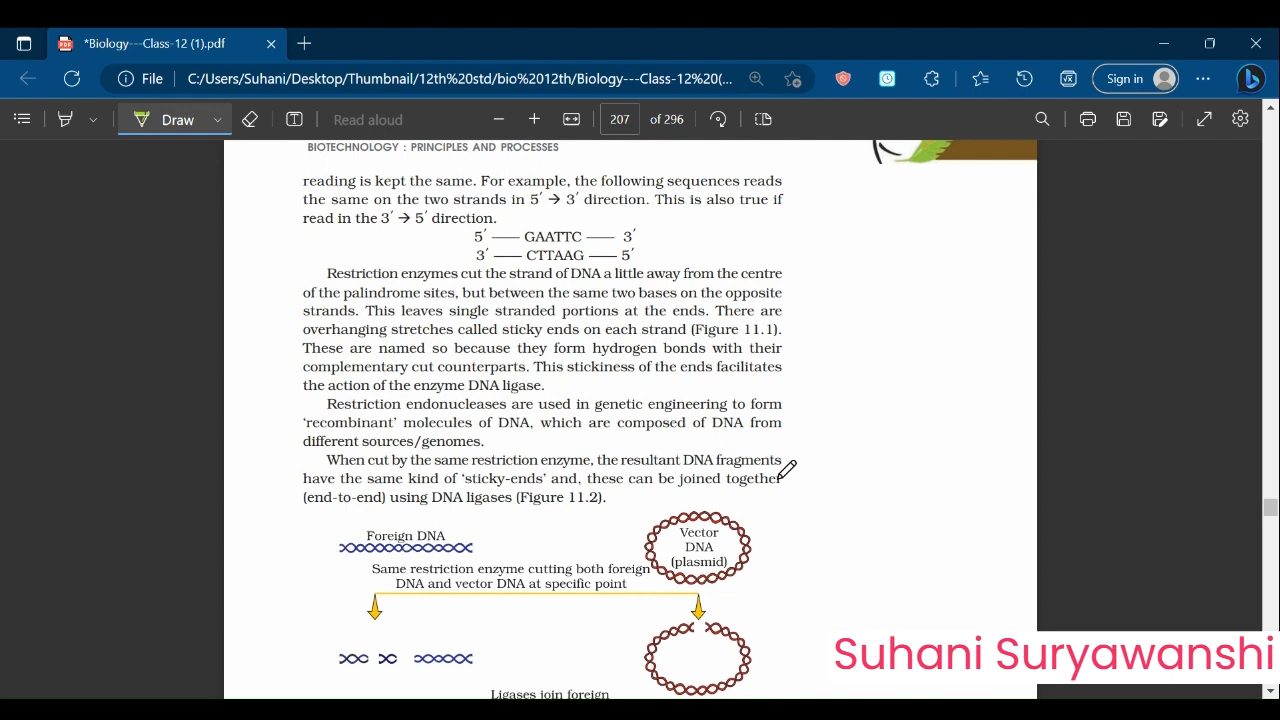 *Biology---Class-12 (1).pdf
File C:/Users/Suhani/Desktop/Thumbnail/12th%20std/bio%2012th/Biology---Class-12%20(... Sign in
Draw Read aloud 207 of 296
BIOTECHNOLOGY : PRINCIPLES AND PROCESSES
reading is kept the same. For example, the following sequences reads
the same on the two strands in 5′ → 3′ direction. This is also true if
read in the 3′ → 5′ direction.
5′ —— GAATTC —— 3′
3′ —— CTTAAG —— 5′
Restriction enzymes cut the strand of DNA a little away from the centre
of the palindrome sites, but between the same two bases on the opposite
strands. This leaves single stranded portions at the ends. There are
overhanging stretches called sticky ends on each strand (Figure 11.1).
These are named so because they form hydrogen bonds with their
complementary cut counterparts. This stickiness of the ends facilitates
the action of the enzyme DNA ligase.
Restriction endonucleases are used in genetic engineering to form
‘recombinant’ molecules of DNA, which are composed of DNA from
different sources/genomes.
When cut by the same restriction enzyme, the resultant DNA fragments
have the same kind of ‘sticky-ends’ and, these can be joined together
(end-to-end) using DNA ligases (Figure 11.2).
Foreign DNA
Vector
DNA
(plasmid)
Same restriction enzyme cutting both foreign
DNA and vector DNA at specific point
Suhani Suryawanshi
Ligases join foreign